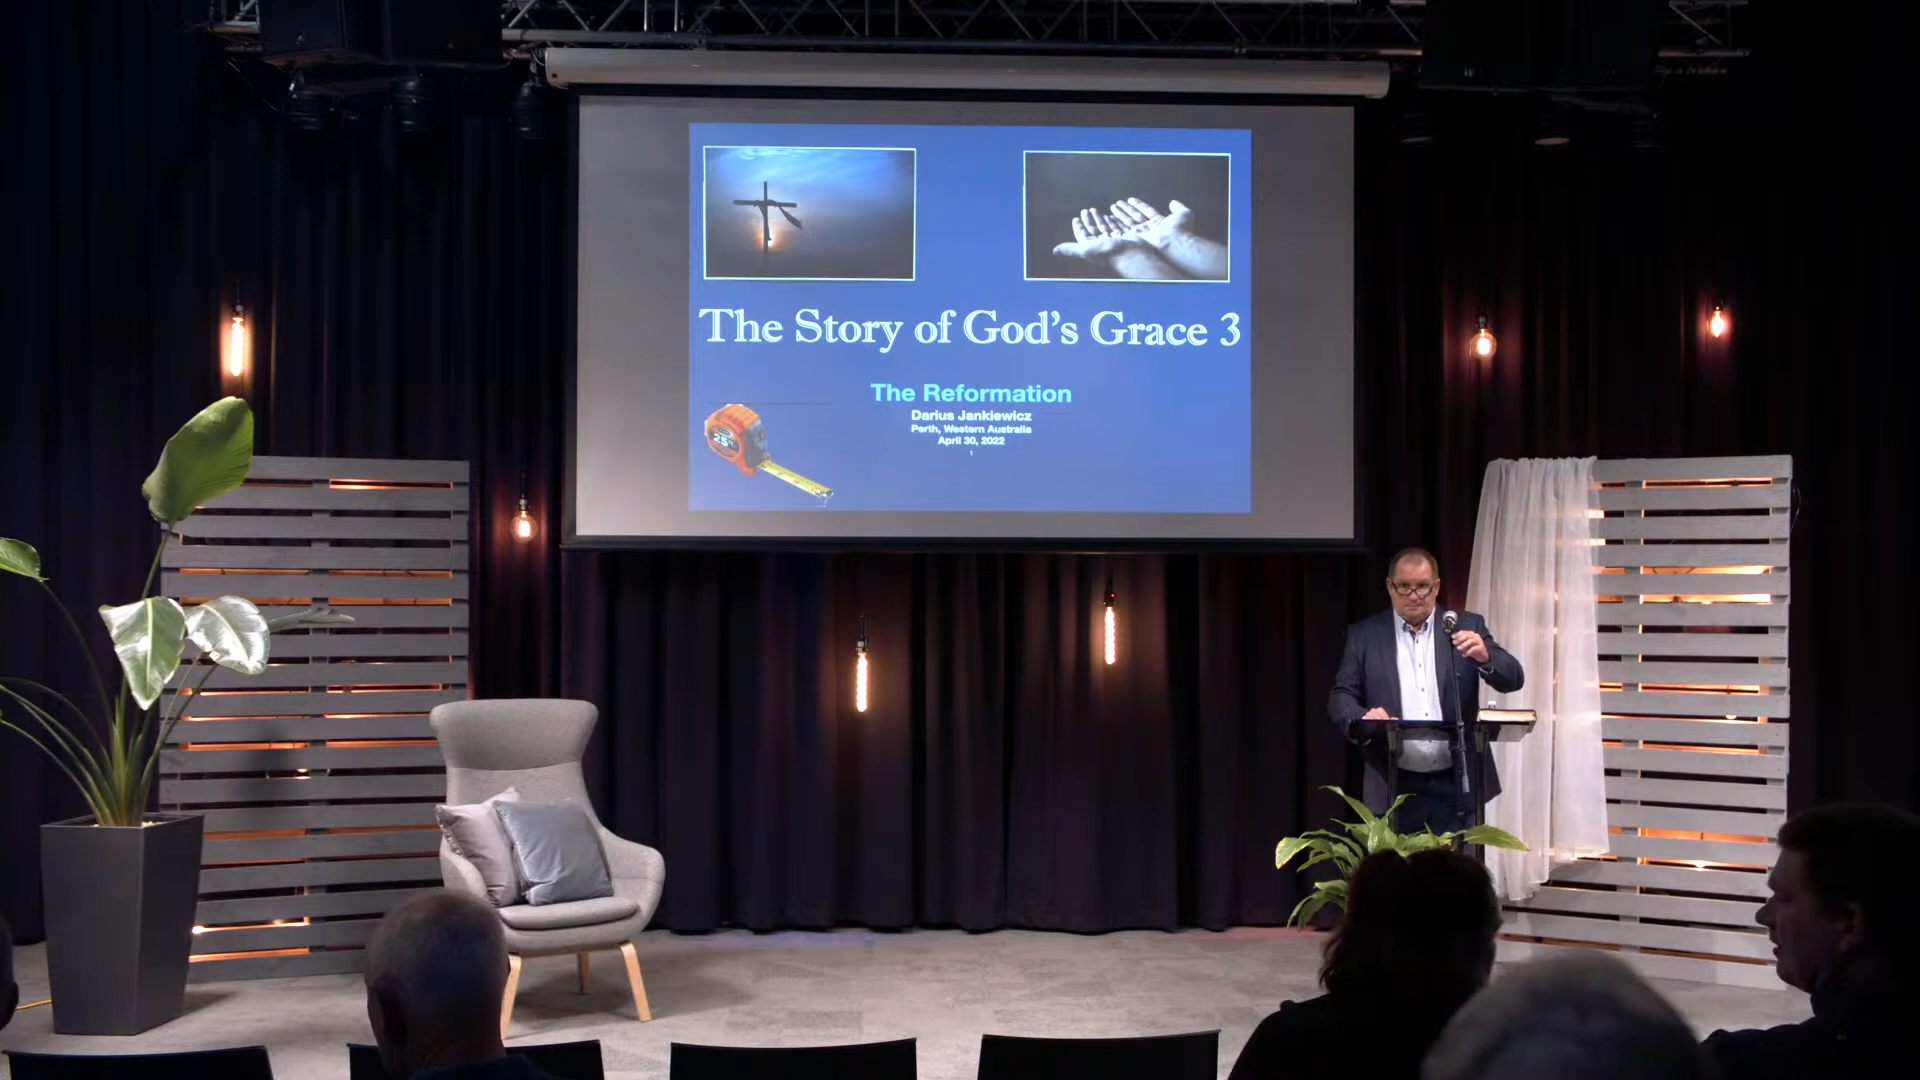 The Story of God's Grace 3
The Reformation
Darius Jankiewicz
Perth, Western Australia
April 30, 2022
1
25